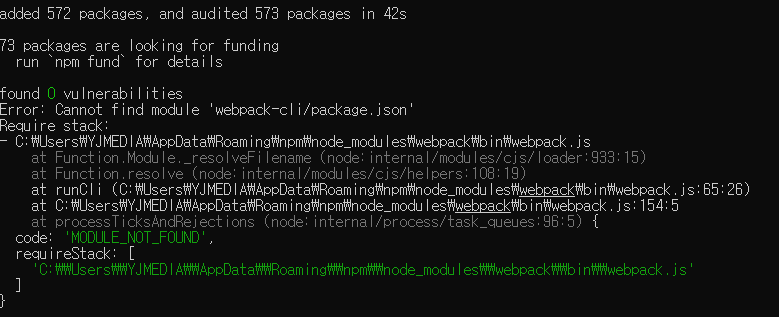 added 572 packages, and audited 573 packages in 42s
73 packages are looking for funding
  run `npm fund` for details
found 0 vulnerabilities
Error: Cannot find module 'webpack-cli/package.json'
Require stack:
- C:₩Users₩YJMEDIA₩AppData₩Roaming₩npm₩node_modules₩webpack₩bin₩webpack.js
    at Function.Module._resolveFilename (node:internal/modules/cjs/loader:933:15)
    at Function.resolve (node:internal/modules/cjs/helpers:108:19)
    at runCli (C:₩Users₩YJMEDIA₩AppData₩Roaming₩npm₩node_modules₩webpack₩bin₩webpack.js:65:26)
    at C:₩Users₩YJMEDIA₩AppData₩Roaming₩npm₩node_modules₩webpack₩bin₩webpack.js:154:5
    at processTicksAndRejections (node:internal/process/task_queues:96:5) {
  code: 'MODULE_NOT_FOUND',
  requireStack: [
    'C:₩₩Users₩₩YJMEDIA₩₩AppData₩₩Roaming₩₩npm₩₩node_modules₩₩webpack₩₩bin₩₩webpack.js'
  ]
}